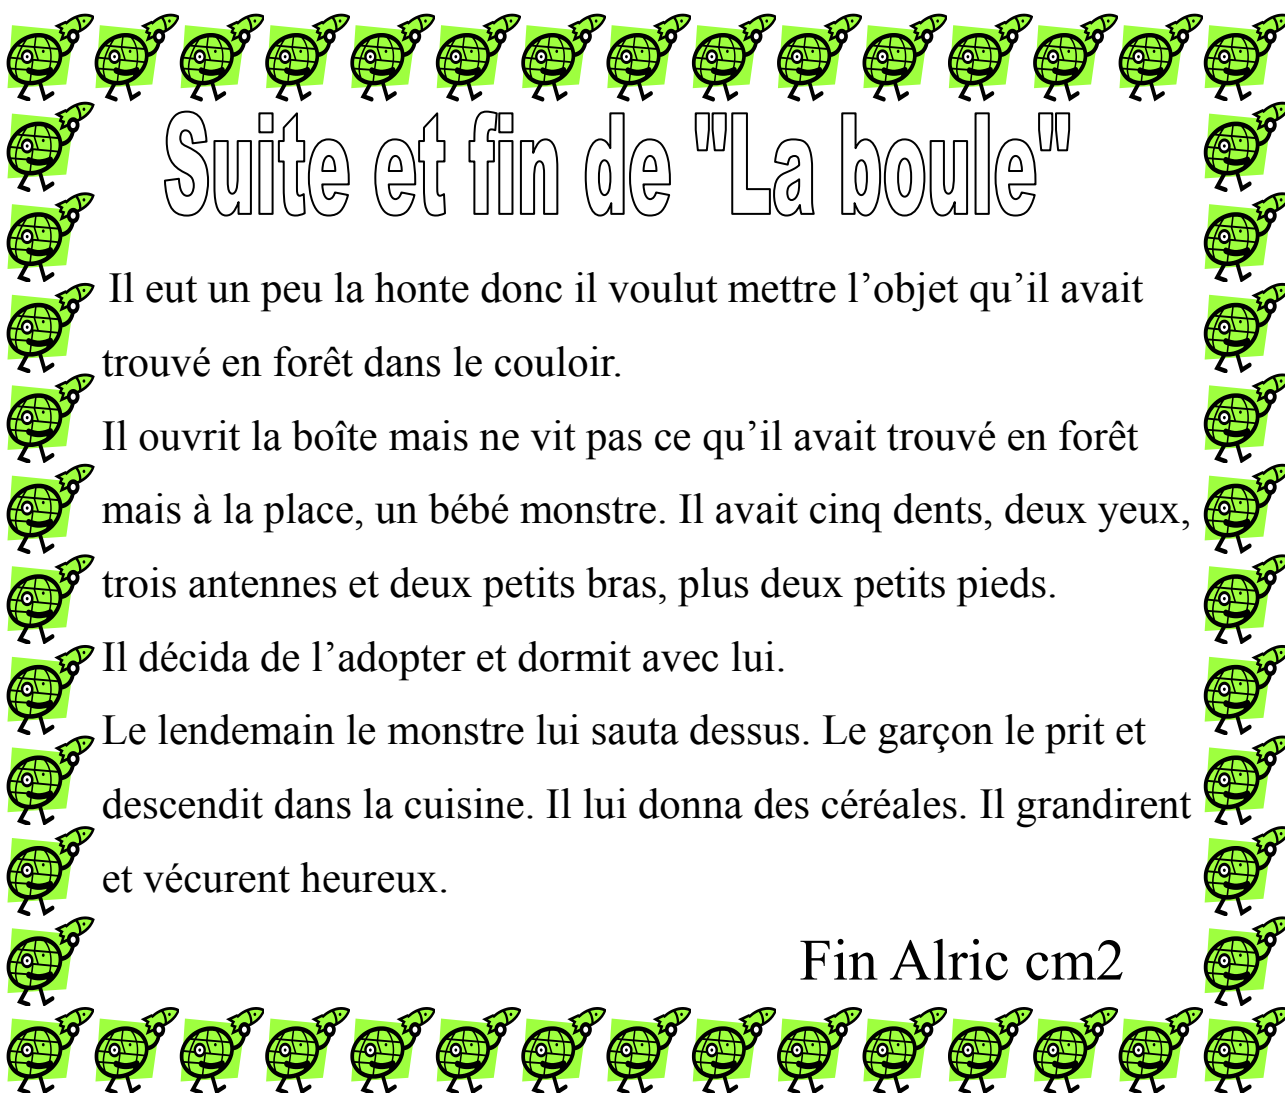 Suite et fin de "La boule"
Il eut un peu la honte donc il voulut mettre l’objet qu’il avait
trouvé en forêt dans le couloir.
Il ouvrit la boîte mais ne vit pas ce qu’il avait trouvé en forêt
mais à la place, un bébé monstre. Il avait cinq dents, deux yeux,
trois antennes et deux petits bras, plus deux petits pieds.
Il décida de l’adopter et dormit avec lui.
Le lendemain le monstre lui sauta dessus. Le garçon le prit et
descendit dans la cuisine. Il lui donna des céréales. Il grandirent
et vécurent heureux.
Fin Alric cm2